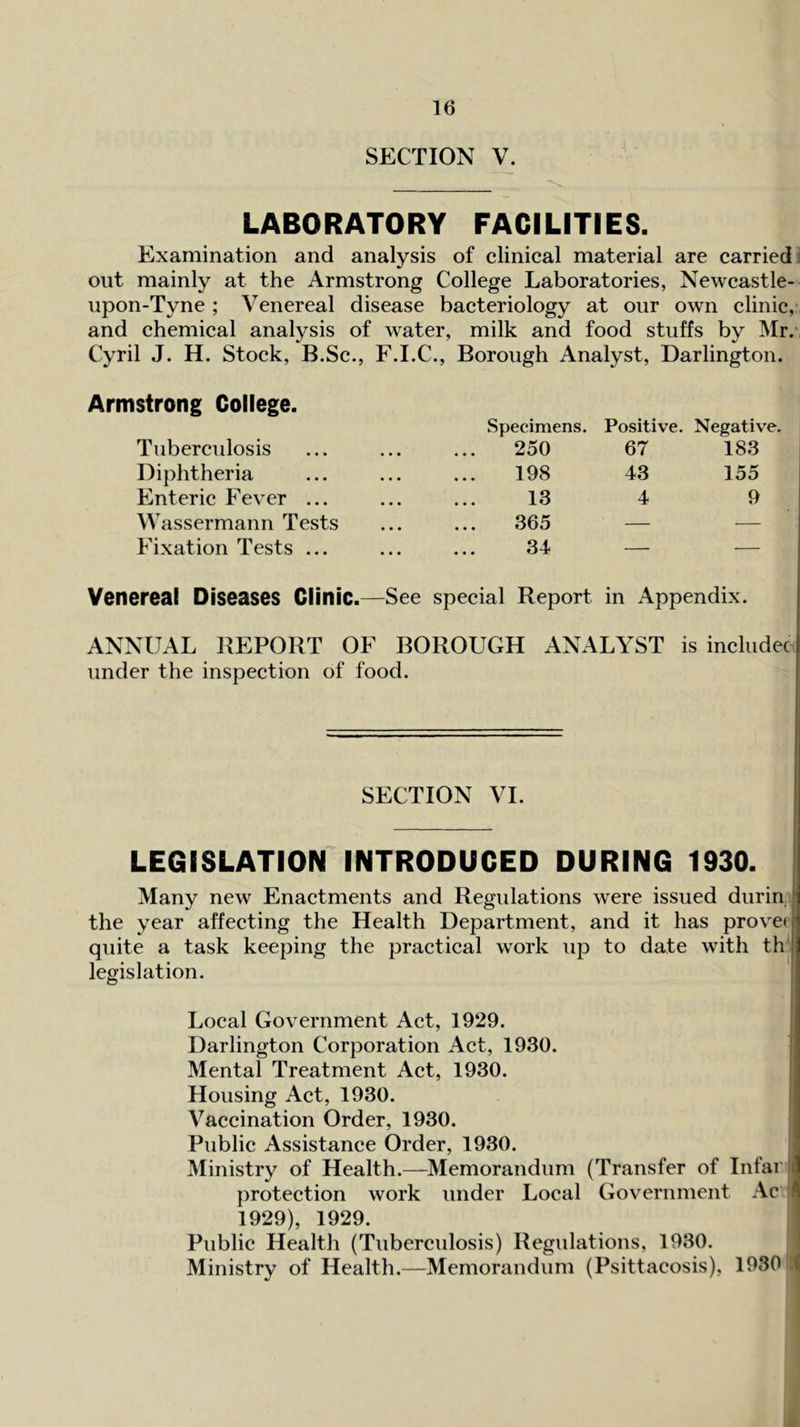 16
SECTION V.
LABORATORY FACILITIES.
Examination and analysis of clinical material are carried
out mainly at the Armstrong College Laboratories, Newcastle-
upon-Tyne ; Venereal disease bacteriology at our own clinic,
and chemical analysis of water, milk and food stuffs by Mr.
Cyril J. H. Stock, B.Sc., F.I.C., Borough Analyst, Darlington.
Armstrong College.
Specimens. Positive. Negative.
Tuberculosis ... ... ... 250 67 183
Diphtheria ... ... ... 198 43 155
Enteric Fever ... ... ... 13 4 9
Wassermann Tests ... ... 365 — —
Fixation Tests ... ... ... 34 — —
Venereal Diseases Clinic.—See special Report in Appendix.
ANNUAL REPORT OF BOROUGH ANALYST is included
under the inspection of food.
SECTION VI.
LEGISLATION INTRODUCED DURING 1930.
Many new Enactments and Regulations were issued durin
the year affecting the Health Department, and it has prove
quite a task keeping the practical work up to date with th
legislation.
Local Government Act, 1929.
Darlington Corporation Act, 1930.
Mental Treatment Act, 1930.
Housing Act, 1930.
Vaccination Order, 1930.
Public Assistance Order, 1930.
Ministry of Health.—Memorandum (Transfer of Infan
protection work under Local Government Ac
1929), 1929.
Public Health (Tuberculosis) Regulations, 1930.
Ministry of Health.—Memorandum (Psittacosis), 1930